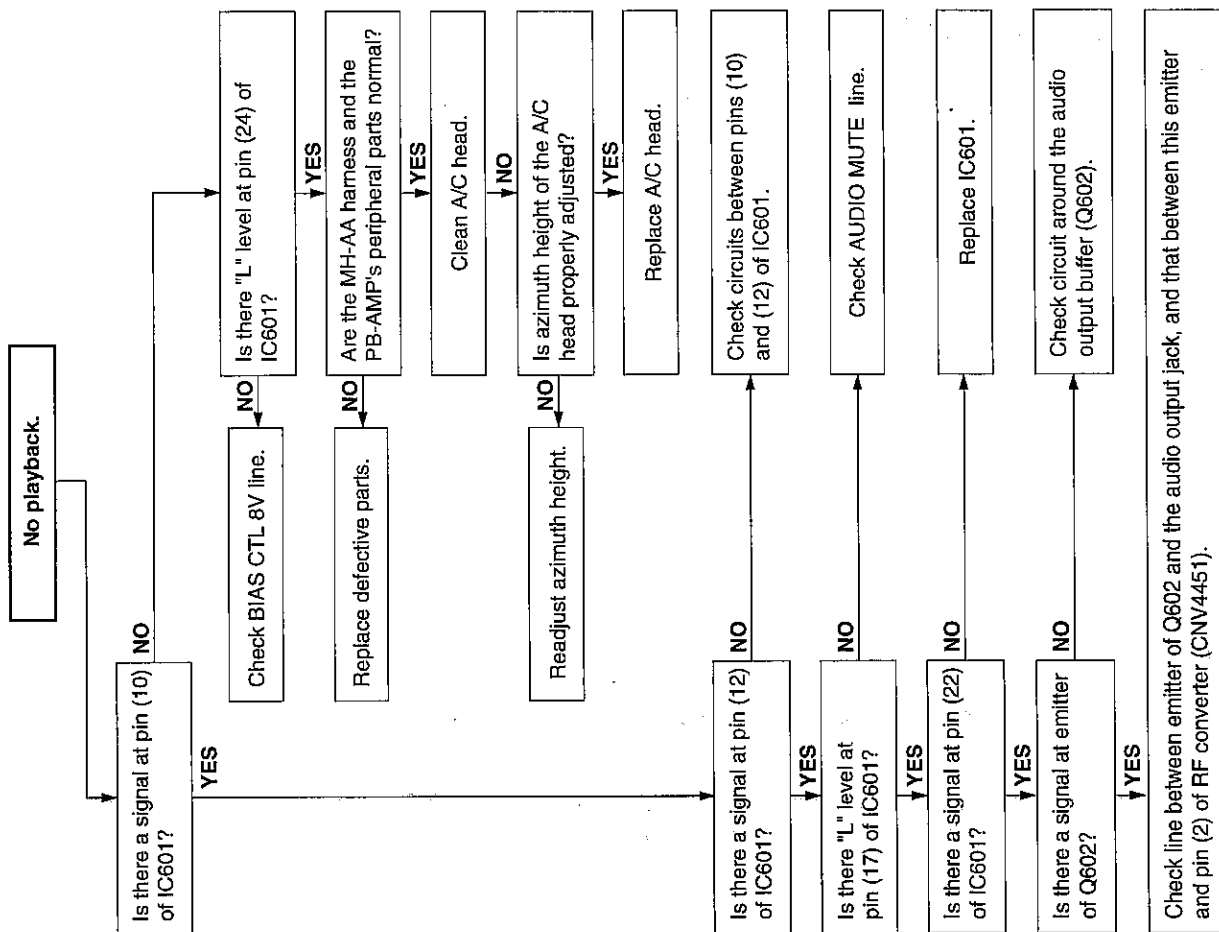 No playback.
Is there a signal at pin (10)
of IC601?
NO
YES
Is there "L" level at pin (24) of
IC601?
NO
YES
Check BIAS CTL 8V line.
Are the MH-AA harness and the
PB-AMP's peripheral parts normal?
NO
YES
Replace defective parts.
Clean A/C head.
NO
Is azimuth height of the A/C
head properly adjusted?
NO
YES
Readjust azimuth height.
Replace A/C head.
Is there a signal at pin (12)
of IC601?
NO
YES
Check circuits between pins (10)
and (12) of IC601.
Is there "L" level at
pin (17) of IC601?
NO
YES
Check AUDIO MUTE line.
Is there a signal at pin (22)
of IC601?
NO
YES
Replace IC601.
Is there a signal at emitter
of Q602?
NO
YES
Check circuit around the audio
output buffer (Q602).
Check line between emitter of Q602 and the audio output jack, and that between this emitter
and pin (2) of RF converter (CNV4451).